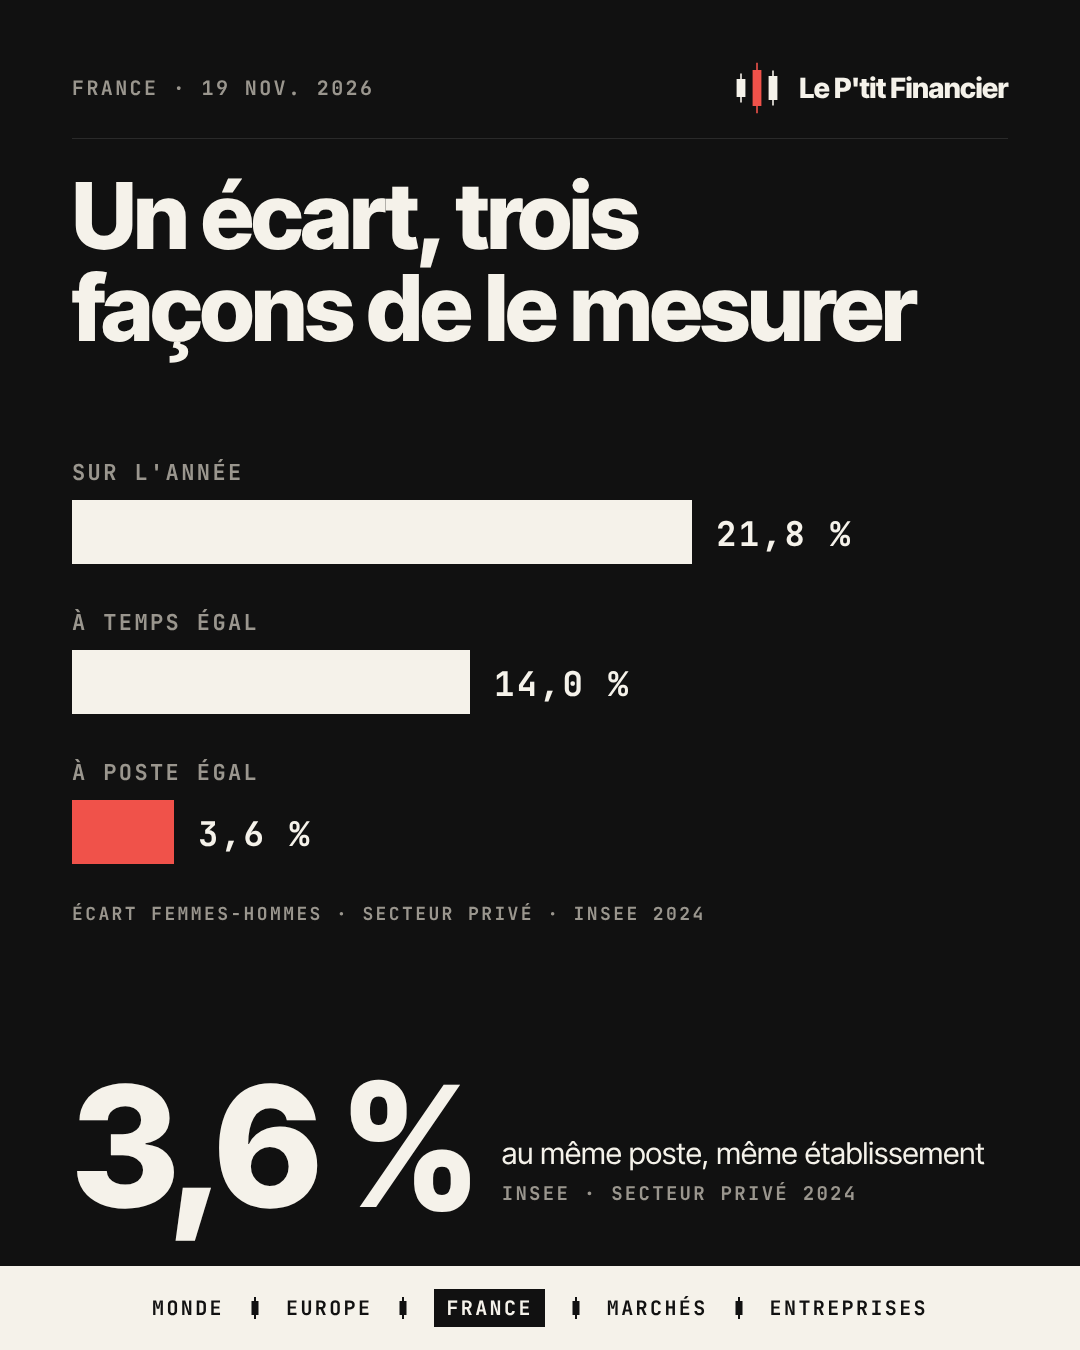 FRANCE · 19 NOV. 2026
Le P'tit Financier
Un écart, trois
façons de le mesurer
SUR L'ANNÉE
21,8 %
À TEMPS ÉGAL
14,0 %
À POSTE ÉGAL
3,6 %
ÉCART FEMMES-HOMMES · SECTEUR PRIVÉ · INSEE 2024
3,6 %
au même poste, même établissement
INSEE · SECTEUR PRIVÉ 2024
MONDE EUROPE FRANCE MARCHÉS ENTREPRISES